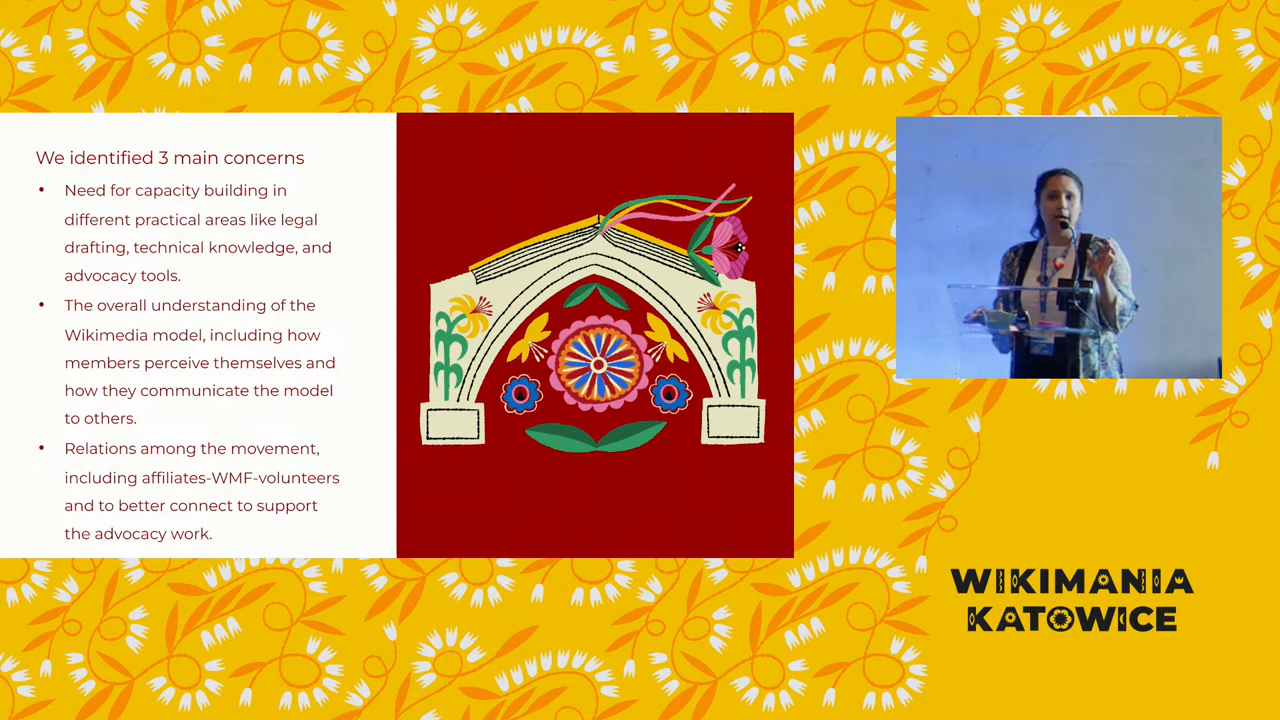 We identified 3 main concerns
• Need for capacity building in
different practical areas like legal
drafting, technical knowledge, and
advocacy tools.
• The overall understanding of the
Wikimedia model, including how
members perceive themselves and
how they communicate the model
to others.
• Relations among the movement,
including affiliates-WMF-volunteers
and to better connect to support
the advocacy work.
WIKIMANIA
KATOWICE